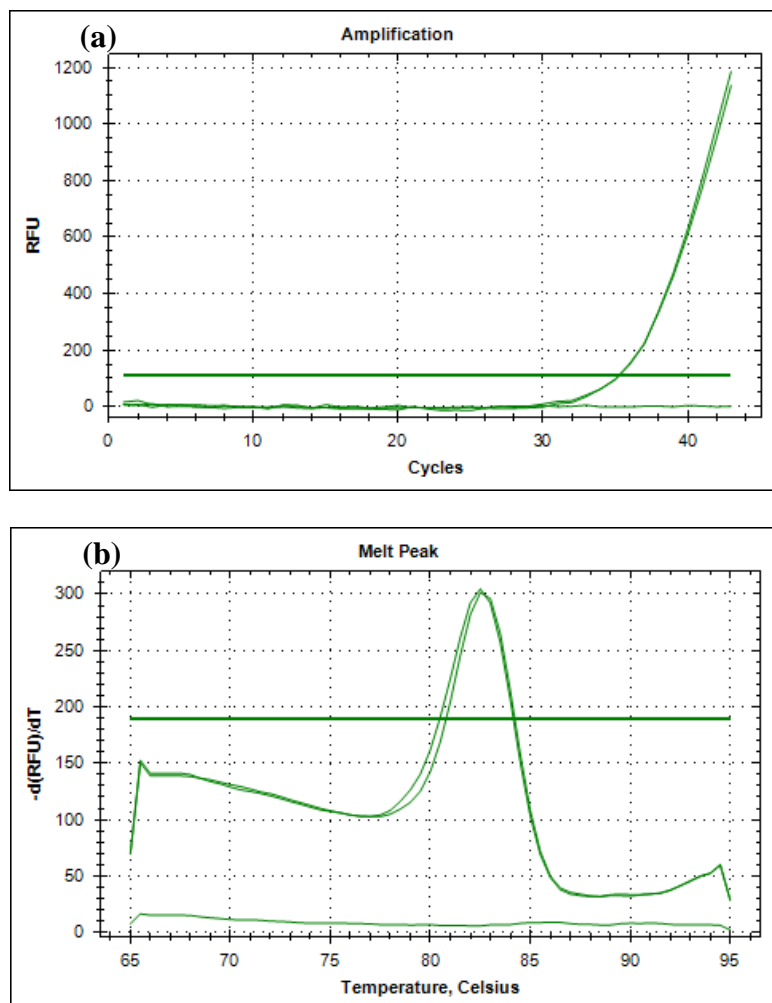 (a)
Amplification
1200
1000
800
600
400
200
0
RFU
0 10 20 30 40
Cycles
(b)
Melt Peak
300
250
200
150
100
50
0
-d(RFU)/dT
65 70 75 80 85 90 95
Temperature, Celsius